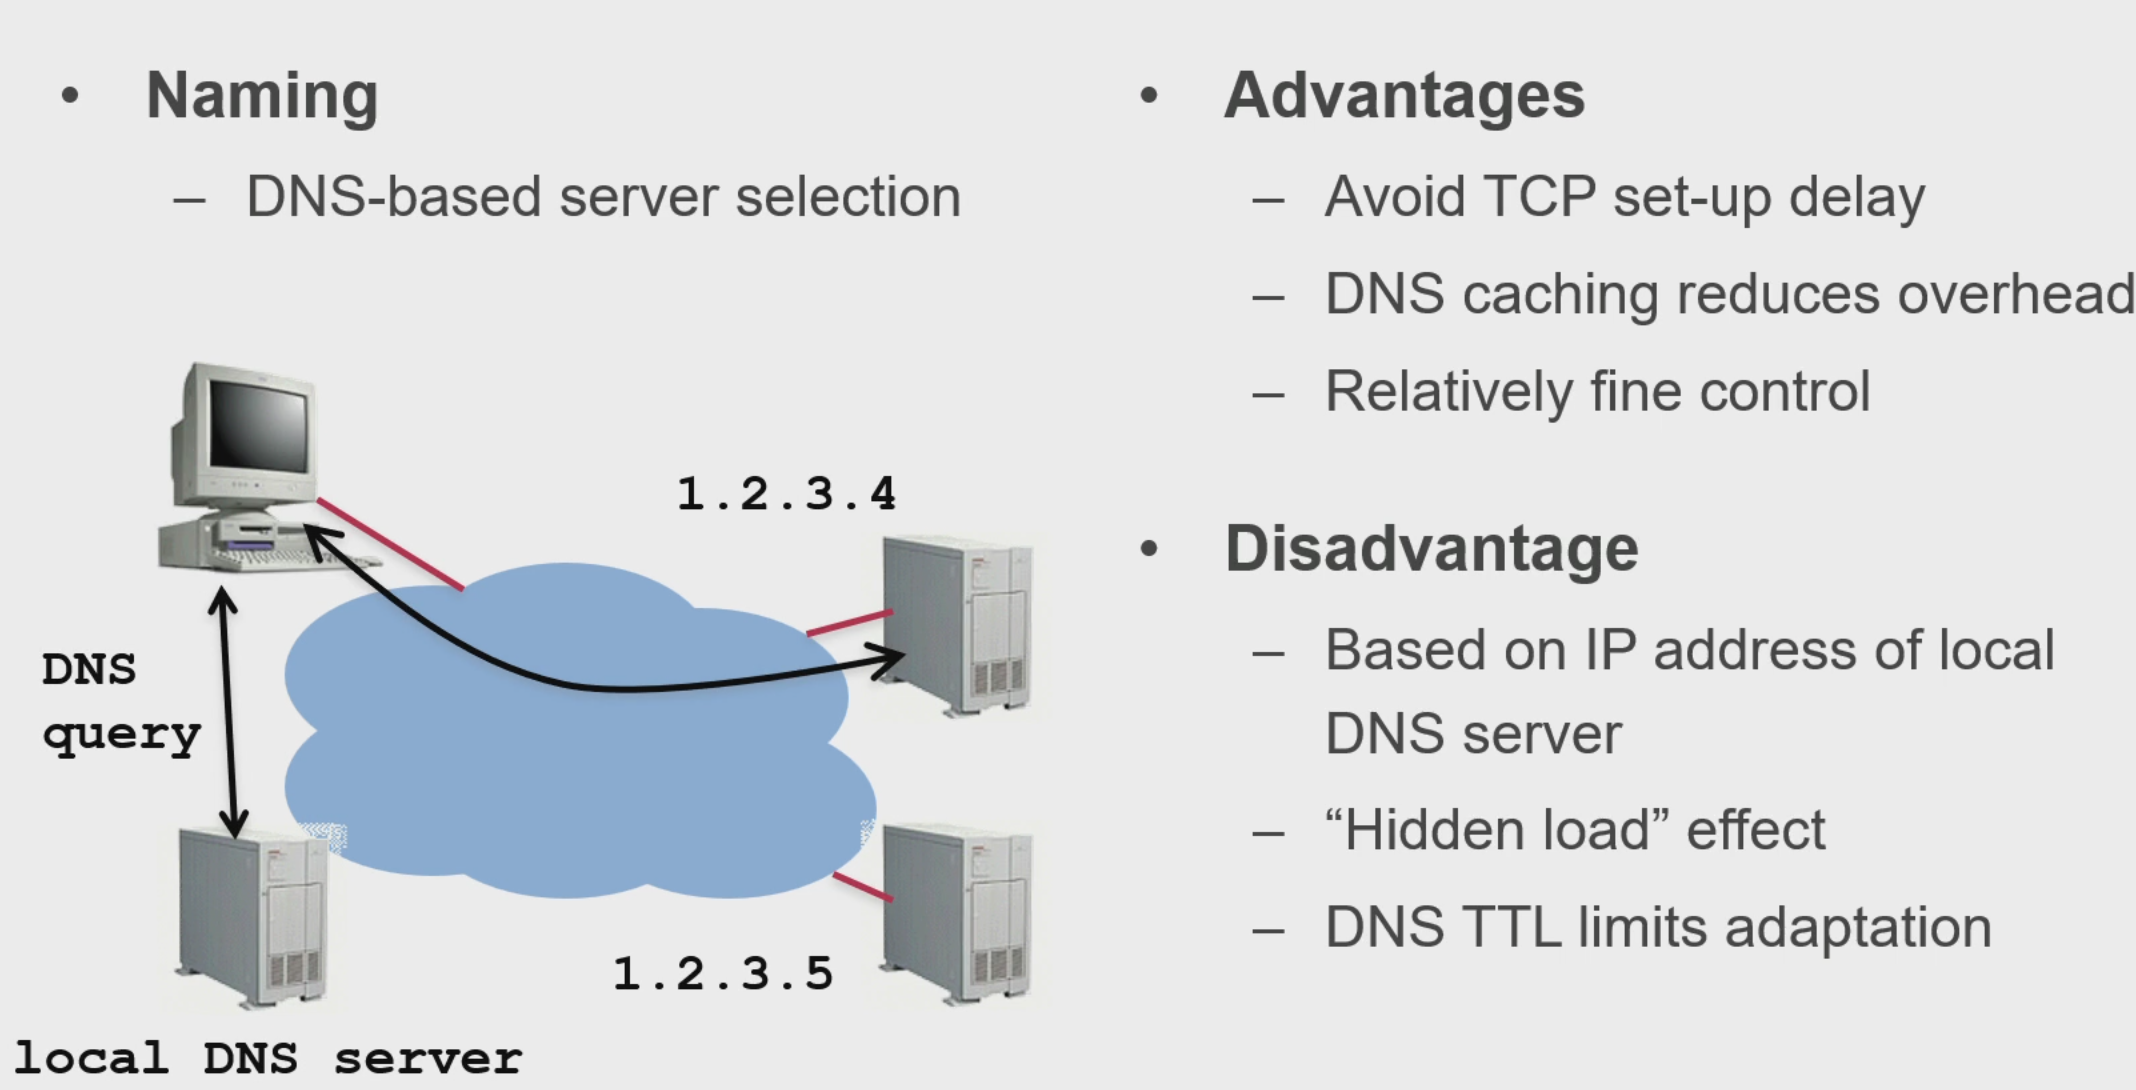 • Naming
– DNS-based server selection
1.2.3.4
DNS
query
1.2.3.5
local DNS server
• Advantages
– Avoid TCP set-up delay
– DNS caching reduces overhead
– Relatively fine control
• Disadvantage
– Based on IP address of local
DNS server
– “Hidden load” effect
– DNS TTL limits adaptation